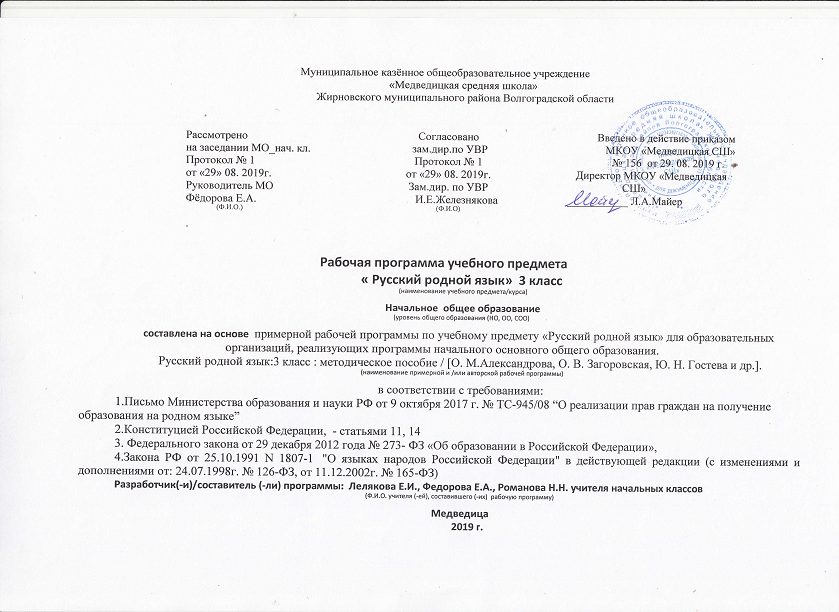 Муниципальное казённое общеобразовательное учреждение
«Медведицкая средняя школа»
Жирновского муниципального района Волгоградской области
Рассмотрено
на заседании МО_нач. кл.
Протокол № 1
от «29» 08. 2019г.
Руководитель МО
Фёдорова Е.А.
(Ф.И.О.)
Согласовано
зам.дир.по УВР
Протокол № 1
от «29» 08. 2019г.
Зам.дир. по УВР
И.Е.Железнякова
(Ф.И.О)
Введено в действие приказом
МКОУ «Медведицкая СШ»
№ 156 от 29. 08. 2019 г.
Директор МКОУ «Медведицкая
СШ»
Л.А.Майер
Рабочая программа учебного предмета
« Русский родной язык» 3 класс
(наименование учебного предмета/курса)
Начальное общее образование
(уровень общего образования (НО, ОО, СОО)
составлена на основе примерной рабочей программы по учебному предмету «Русский родной язык» для образовательных
организаций, реализующих программы начального основного общего образования.
Русский родной язык:3 класс : методическое пособие / [О. М.Александрова, О. В. Загоровская, Ю. Н. Гостева и др.].
(наименование примерной и /или авторской рабочей программы)
в соответствии с требованиями:
1.Письмо Министерства образования и науки РФ от 9 октября 2017 г. № ТС-945/08 “О реализации прав граждан на получение
образования на родном языке”
2.Конституцией Российской Федерации, - статьями 11, 14
3. Федерального закона от 29 декабря 2012 года № 273- ФЗ «Об образовании в Российской Федерации»,
4.Закона РФ от 25.10.1991 N 1807-1 "О языках народов Российской Федерации" в действующей редакции (с изменениями и
дополнениями от: 24.07.1998г. № 126-ФЗ, от 11.12.2002г. № 165-ФЗ)
Разработчик(-и)/составитель (-ли) программы: Лелякова Е.И., Федорова Е.А., Романова Н.Н. учителя начальных классов
(Ф.И.О. учителя (-ей), составившего (-их) рабочую программу)
Медведица
2019 г.